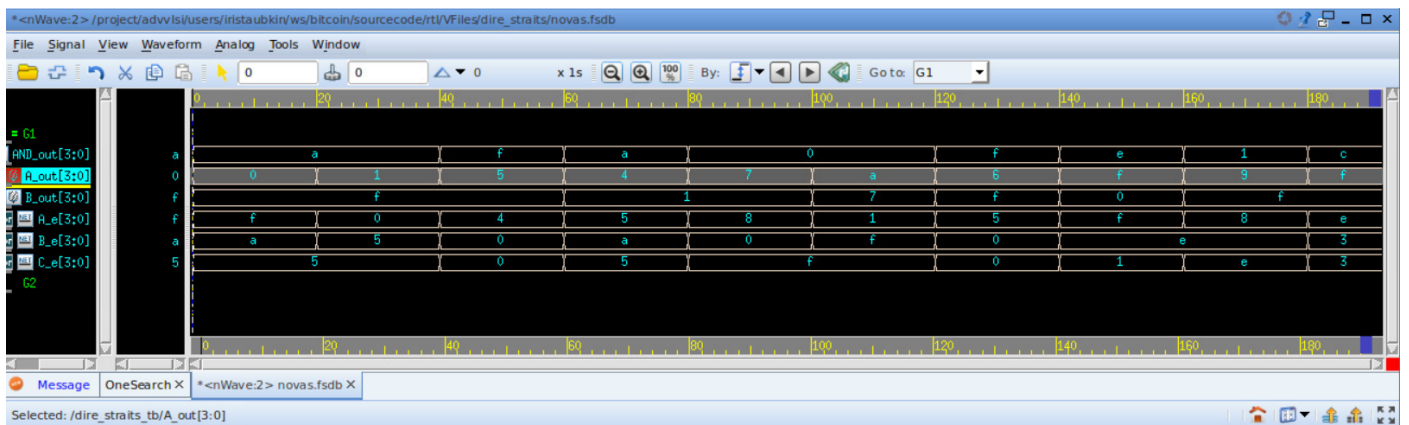 *<nWave:2> /project/advvlsi/users/iristaubkin/ws/bitcoin/sourcecode/rtl/VFiles/dire_straits/novas.fsdb
File Signal View Waveform Analog Tools Window
0 0 0 x 1s 100 % By: Go to: G1
0 20 40 60 80 100 120 140 160 180
= G1
AND_out[3:0] a a f a 0 f e 1 c
A_out[3:0] 0 0 1 5 4 7 a 6 f 9 f
B_out[3:0] f f 1 7 f 0 f
NET A_e[3:0] f f 0 4 5 8 1 5 f 8 e
NET B_e[3:0] a a 5 0 a 0 f 0 e 3
NET C_e[3:0] 5 5 0 5 f 0 1 e 3
G2
0 20 40 60 80 100 120 140 160 180
Message OneSearch X *<nWave:2> novas.fsdb X
Selected: /dire_straits_tb/A_out[3:0]